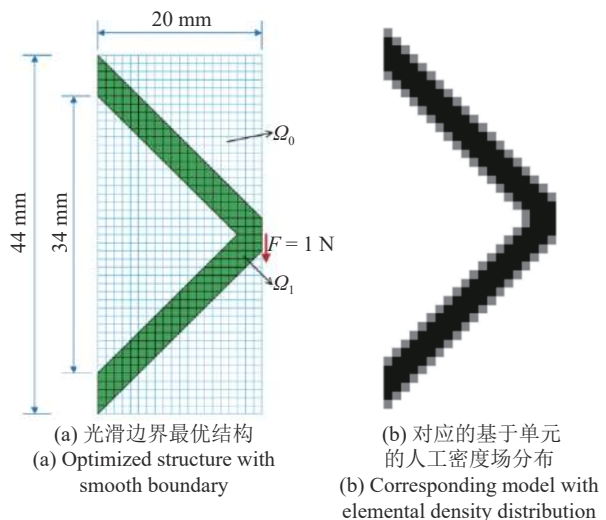 20 mm
44 mm
34 mm
Ω0
F = 1 N
Ω1
(a) 光滑边界最优结构
(a) Optimized structure with
smooth boundary
(b) 对应的基于单元
的人工密度场分布
(b) Corresponding model with
elemental density distribution